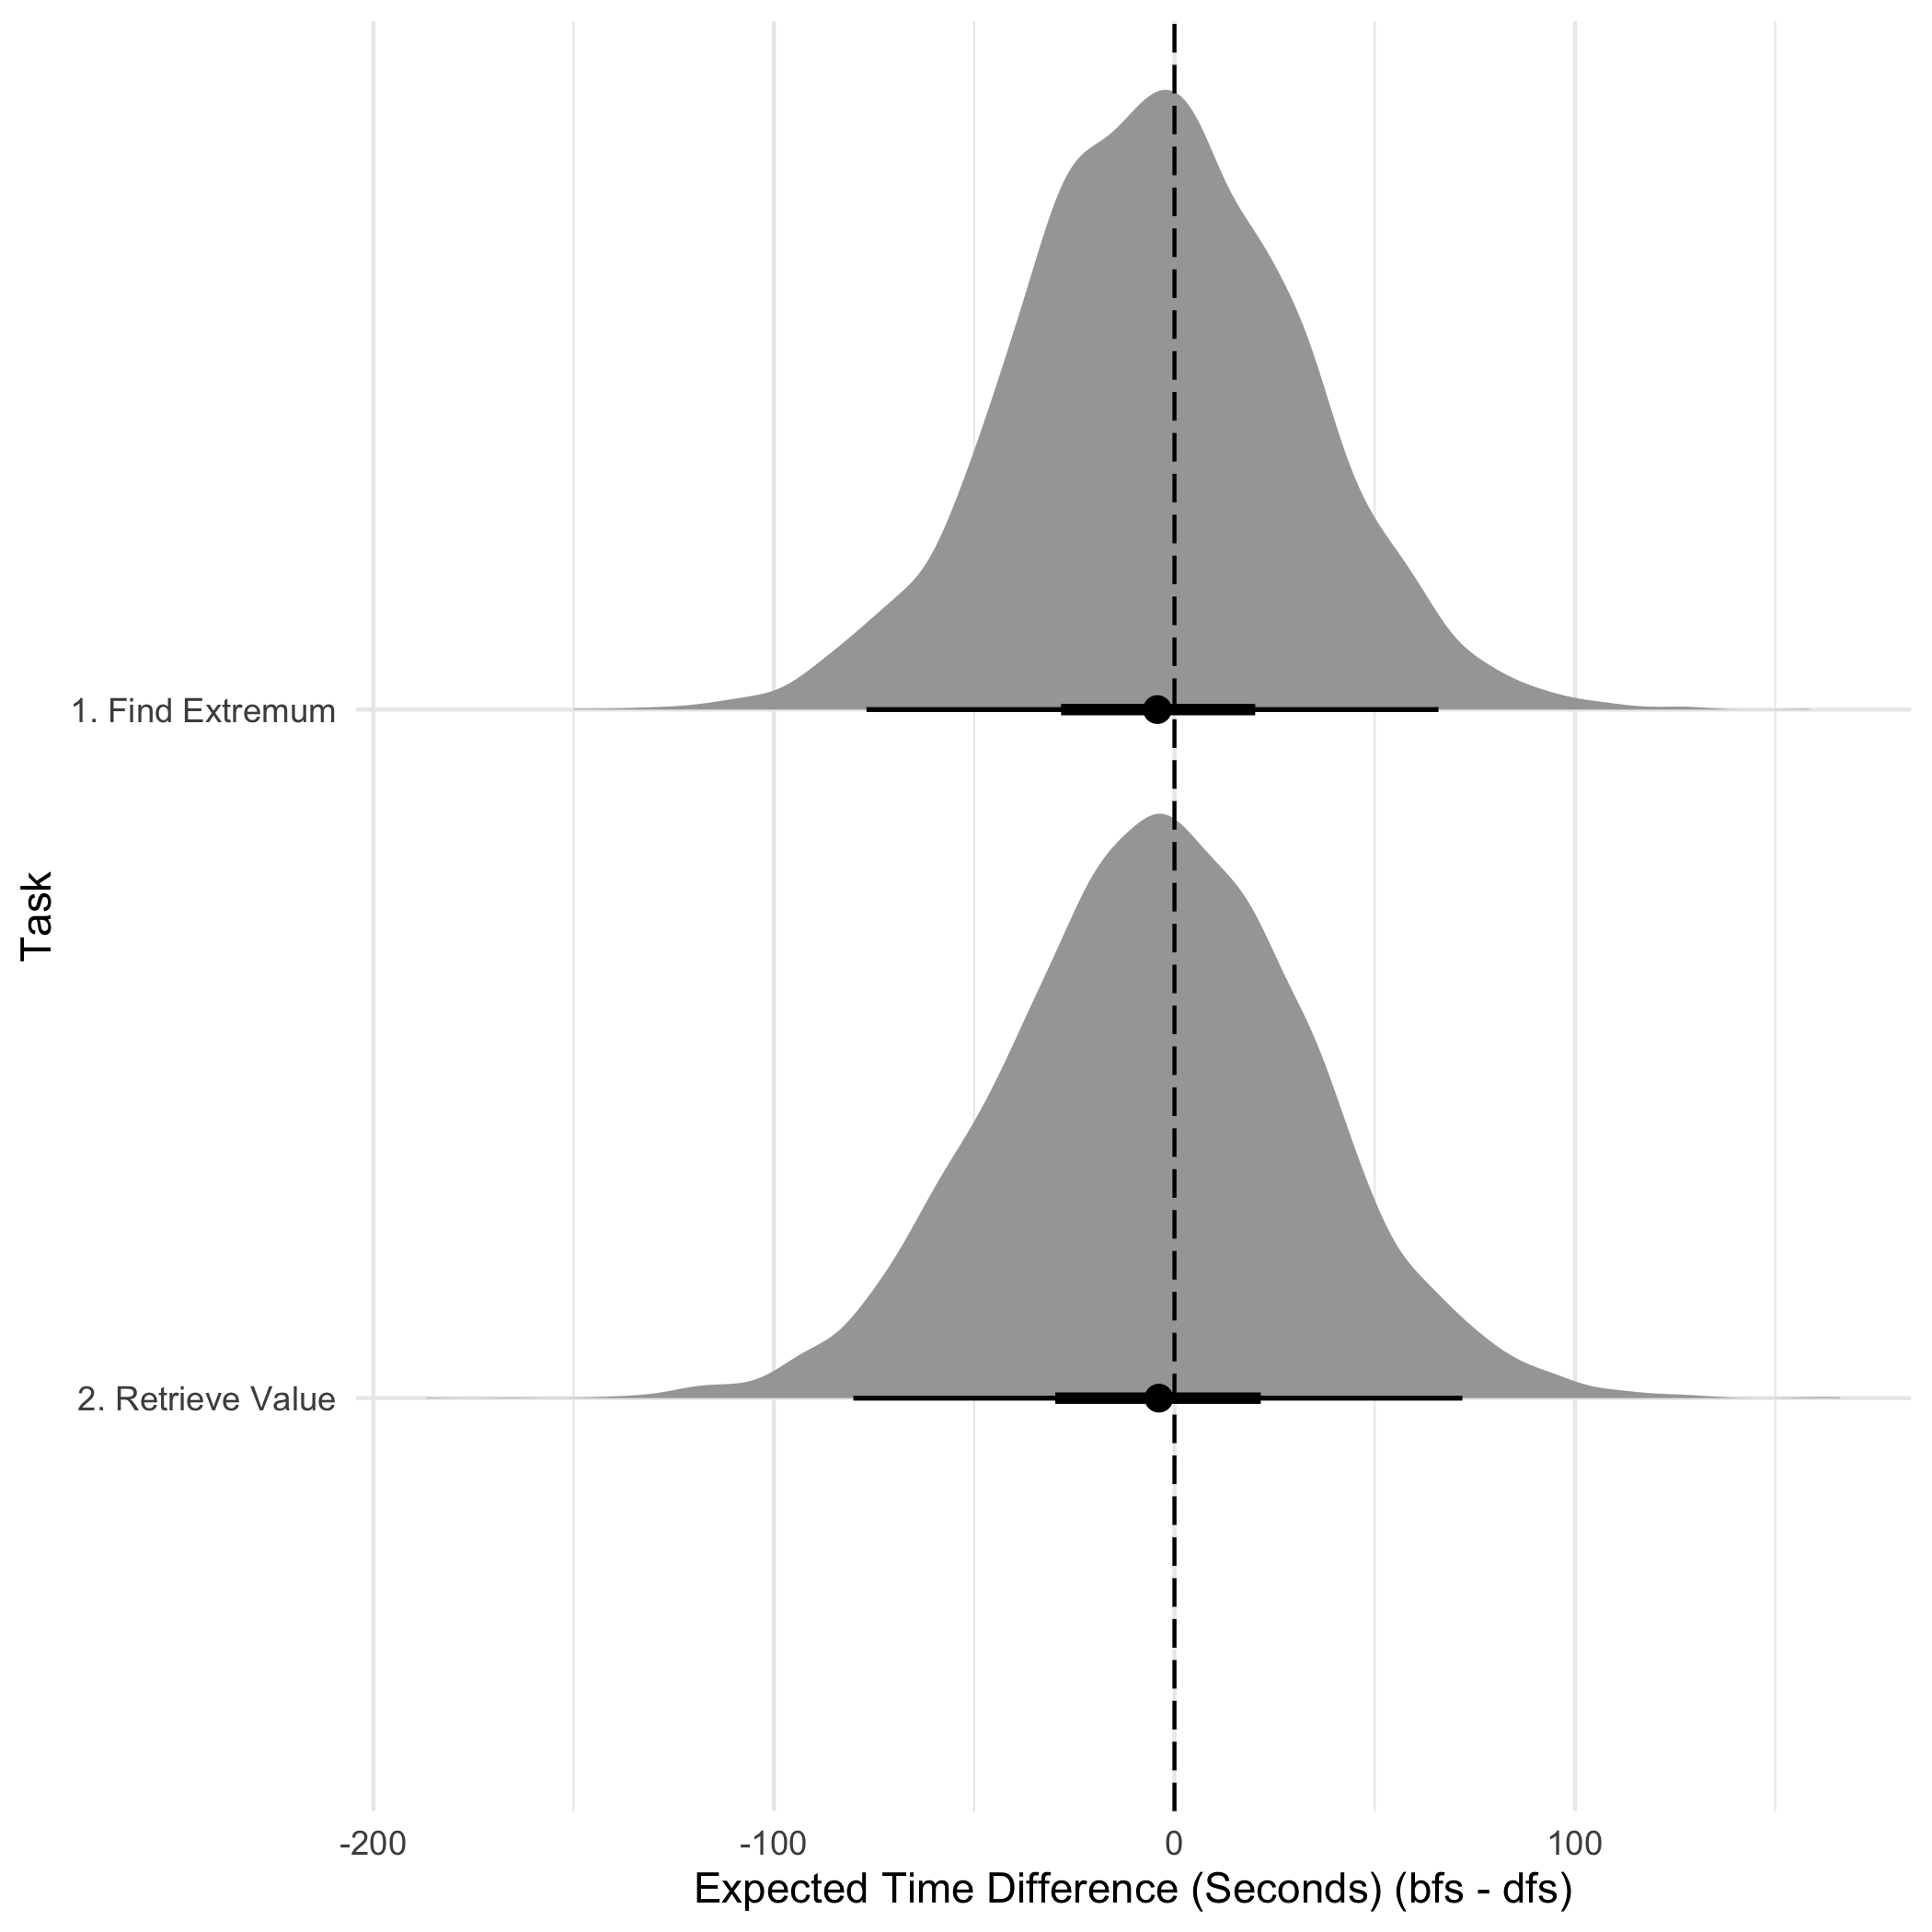 1. Find Extremum
Task
2. Retrieve Value
-200 -100 0 100
Expected Time Difference (Seconds) (bfs - dfs)